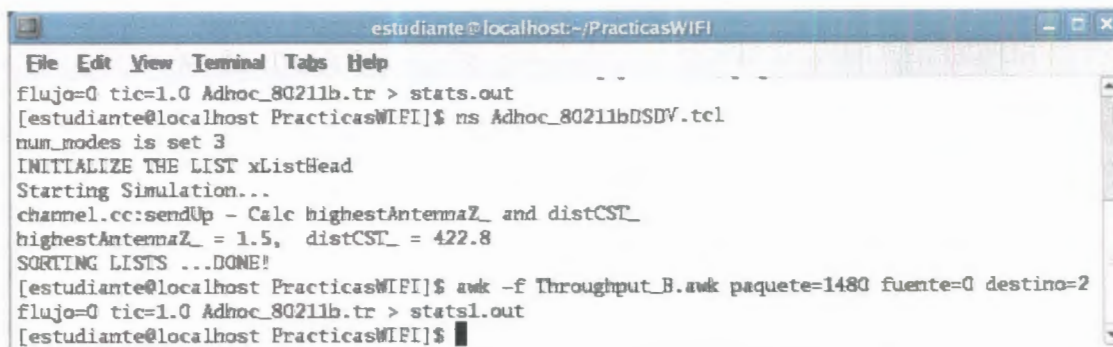 estudiante@localhost:~/PracticasWIFI
File Edit View Terminal Tabs Help
flujo=0 tic=1.0 Adhoc_80211b.tr > stats.out
[estudiante@localhost PracticasWIFI]$ ns Adhoc_80211bDSDV.tcl
num_nodes is set 3
INITIALIZE THE LIST xListHead
Starting Simulation...
channel.cc:sendUp - Calc highestAntennaZ_ and distCST_
highestAntennaZ_ = 1.5, distCST_ = 422.8
SORTING LISTS ...DONE!
[estudiante@localhost PracticasWIFI]$ awk -f Throughput_B.awk paquete=1480 fuente=0 destino=2
flujo=0 tic=1.0 Adhoc_80211b.tr > stats1.out
[estudiante@localhost PracticasWIFI]$